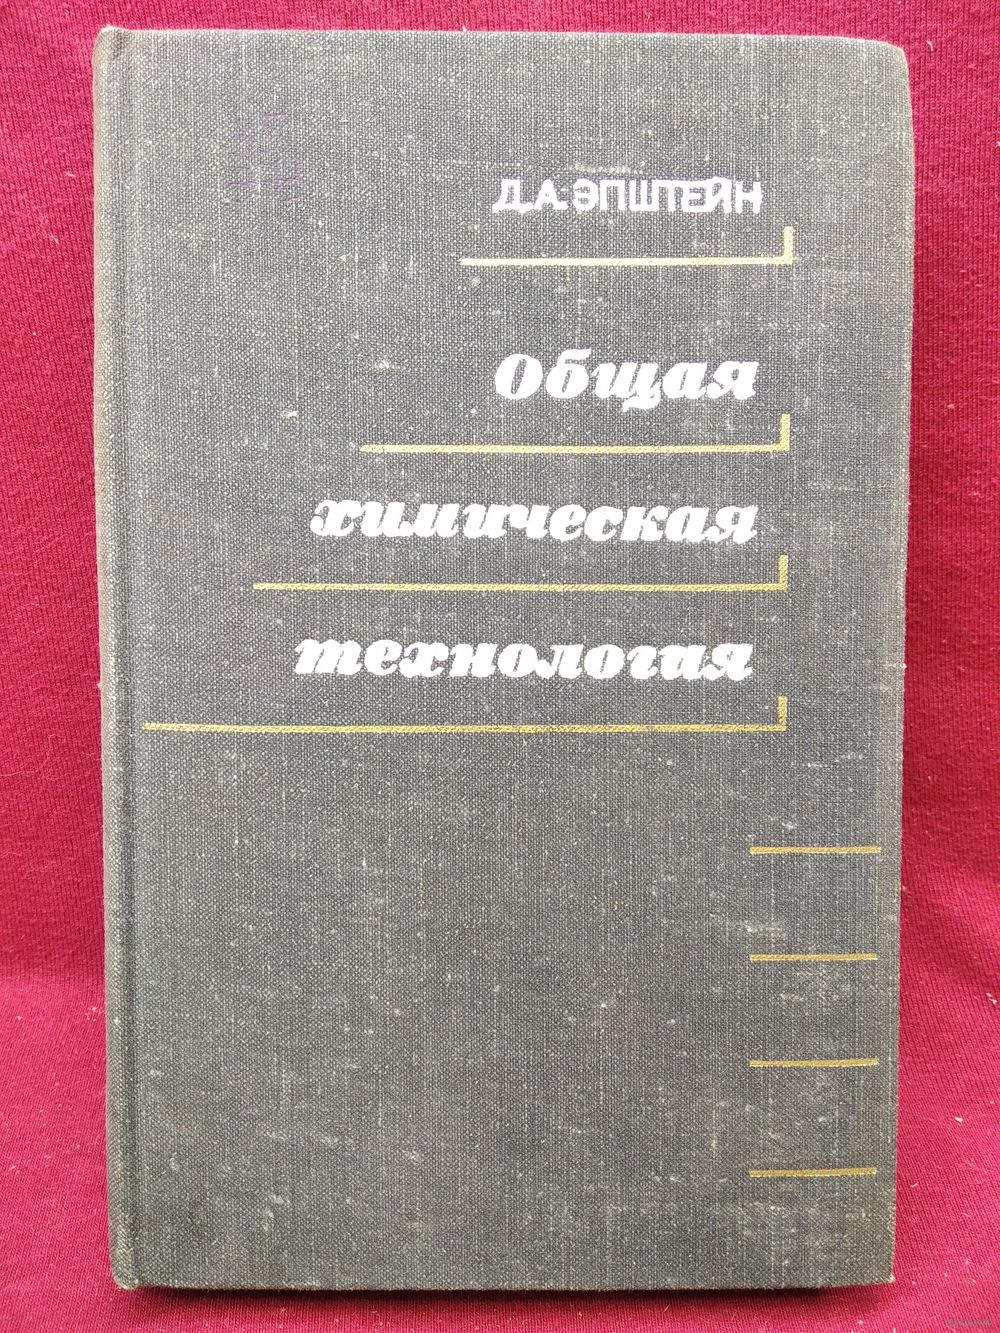 Д.А.ЭПШТЕЙН
Общая
химическая
технология